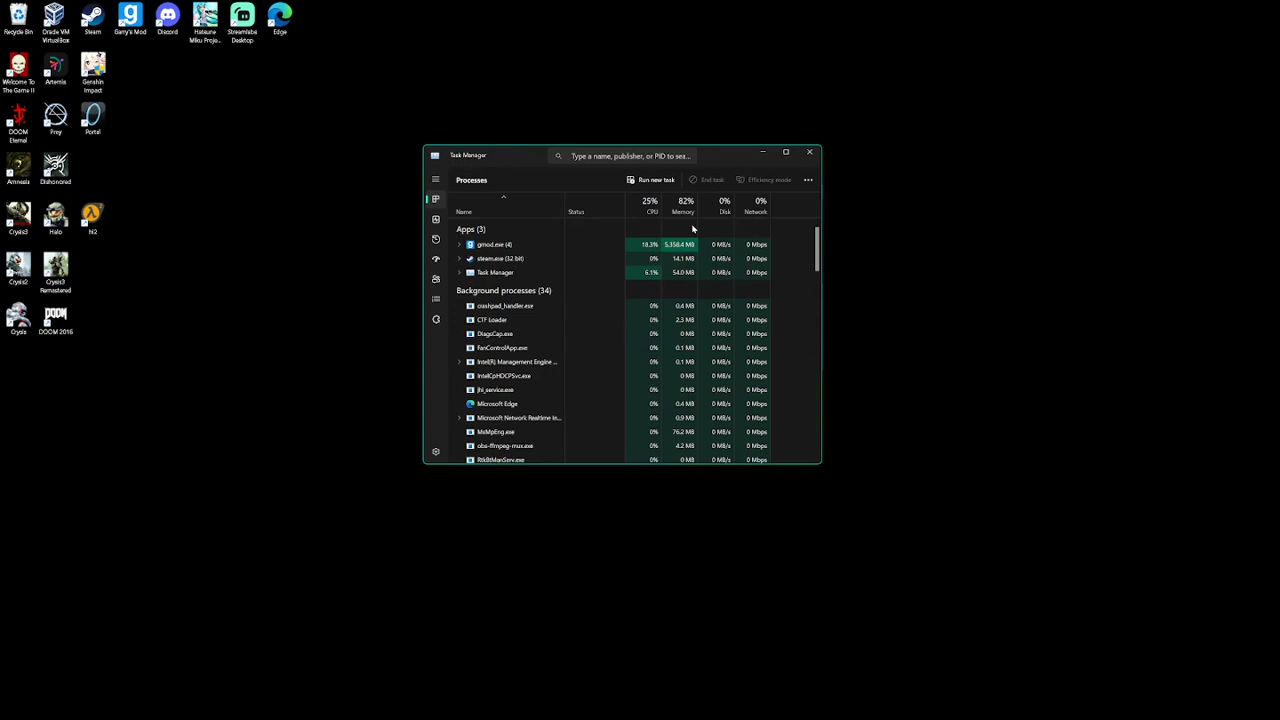 Recycle Bin
Oracle VM
VirtualBox
Steam
Garry's Mod
Discord
Hatsune
Miku Proje...
Streamlabs
Desktop
Edge
Welcome To
The Game II
Artemis
Genshin
Impact
DOOM
Eternal
Prey
Portal
Amnesia
Dishonored
Crysis3
Halo
hl2
Crysis2
Crysis3
Remastered
Crysis
DOOM 2016
Task Manager
Type a name, publisher, or PID to sea...
Processes
Run new task
End task
Efficiency mode
25% 82% 0% 0%
Name Status CPU Memory Disk Network
Apps (3)
gmod.exe (4) 18.3% 5,358.4 MB 0 MB/s 0 Mbps
steam.exe (32 bit) 0% 14.1 MB 0 MB/s 0 Mbps
Task Manager 6.1% 54.0 MB 0 MB/s 0 Mbps
Background processes (34)
crashpad_handler.exe 0% 0.4 MB 0 MB/s 0 Mbps
CTF Loader 0% 2.3 MB 0 MB/s 0 Mbps
DiagsCap.exe 0% 0 MB 0 MB/s 0 Mbps
FanControlApp.exe 0% 0.1 MB 0 MB/s 0 Mbps
Intel(R) Management Engine ... 0% 0.1 MB 0 MB/s 0 Mbps
IntelCpHDCPSvc.exe 0% 0 MB 0 MB/s 0 Mbps
jhi_service.exe 0% 0 MB 0 MB/s 0 Mbps
Microsoft Edge 0% 0.4 MB 0 MB/s 0 Mbps
Microsoft Network Realtime In... 0% 0.9 MB 0 MB/s 0 Mbps
MsMpEng.exe 0% 76.2 MB 0 MB/s 0 Mbps
obs-ffmpeg-mux.exe 0% 4.2 MB 0 MB/s 0 Mbps
RtkBtManServ.exe 0% 0 MB 0 MB/s 0 Mbps